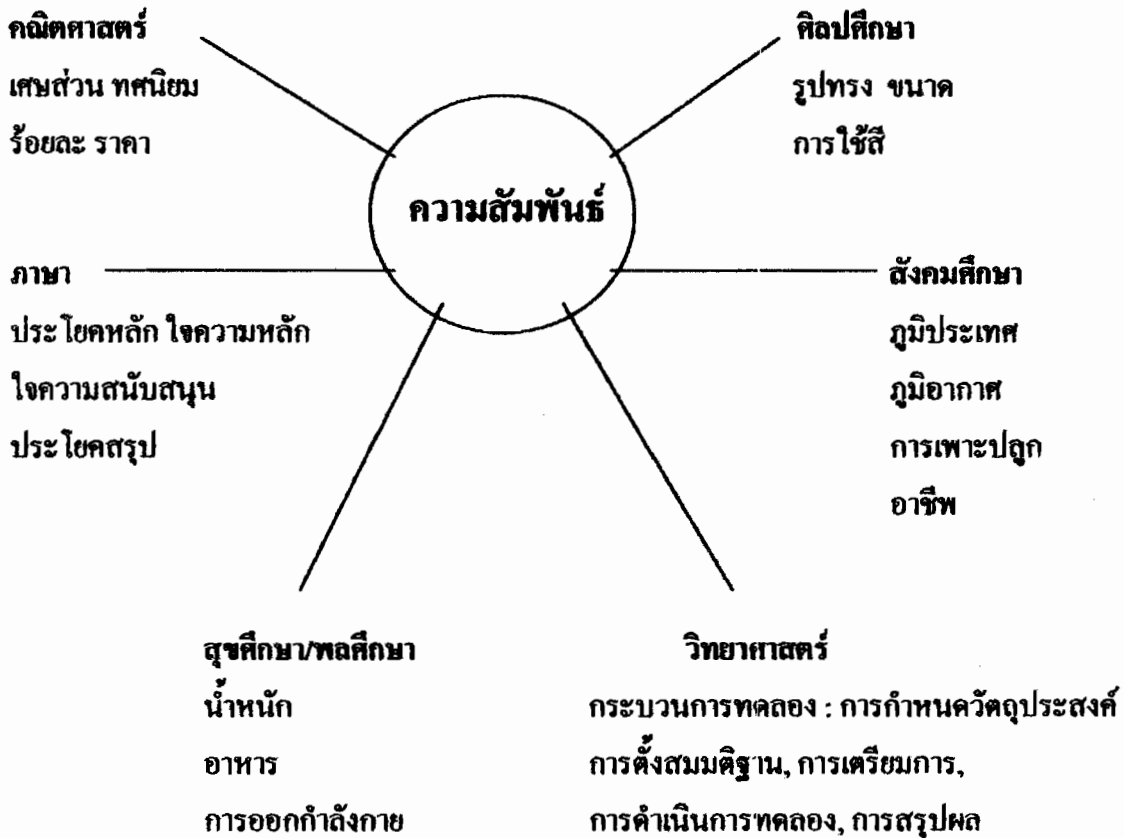 คณิตศาสตร์
เศษส่วน ทศนิยม
ร้อยละ ราคา
ศิลปศึกษา
รูปทรง ขนาด
การใช้สี
ความสัมพันธ์
ภาษา
ประโยคหลัก ใจความหลัก
ใจความสนับสนุน
ประโยคสรุป
สังคมศึกษา
ภูมิประเทศ
ภูมิอากาศ
การเพาะปลูก
อาชีพ
สุขศึกษา/พลศึกษา
น้ำหนัก
อาหาร
การออกกำลังกาย
วิทยาศาสตร์
กระบวนการทดลอง : การกำหนดวัตถุประสงค์
การตั้งสมมติฐาน, การเตรียมการ,
การดำเนินการทดลอง, การสรุปผล